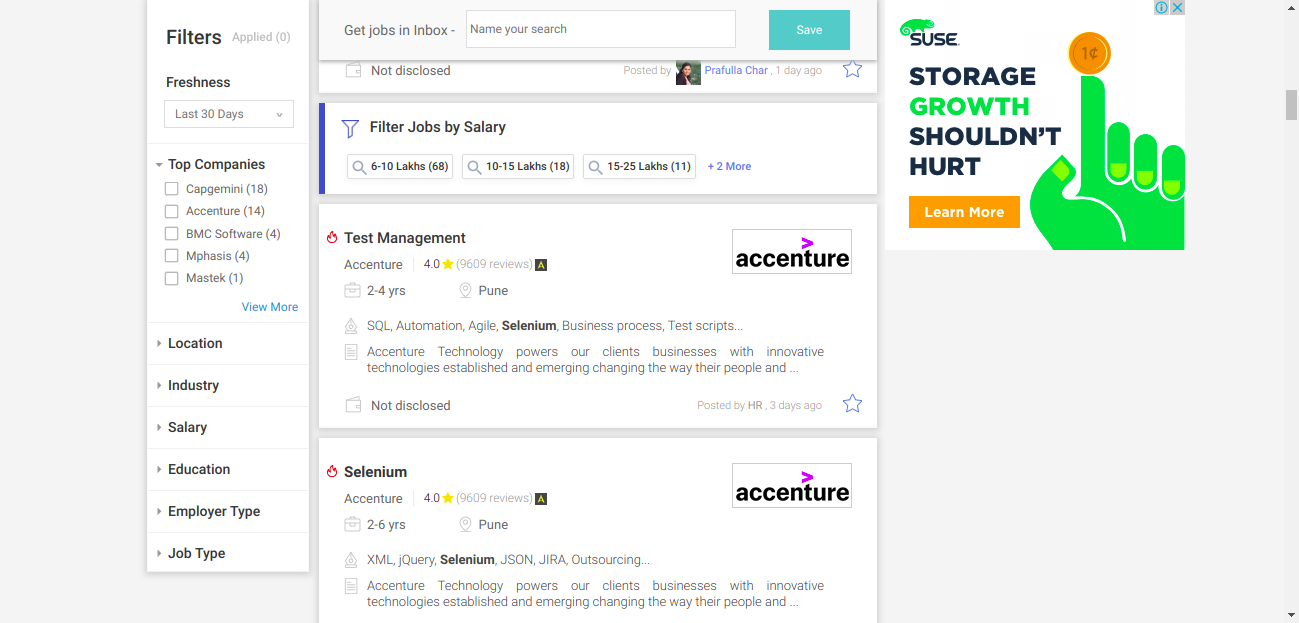 Filters Applied (0)
Freshness
Last 30 Days
Top Companies
Capgemini (18)
Accenture (14)
BMC Software (4)
Mphasis (4)
Mastek (1)
View More
Location
Industry
Salary
Education
Employer Type
Job Type
Get jobs in Inbox - Name your search Save
Not disclosed Posted by Prafulla Char , 1 day ago
Filter Jobs by Salary
6-10 Lakhs (68) 10-15 Lakhs (18) 15-25 Lakhs (11) + 2 More
Test Management
accenture
Accenture 4.0 (9609 reviews) A
2-4 yrs Pune
SQL, Automation, Agile, Selenium, Business process, Test scripts...
Accenture Technology powers our clients businesses with innovative
technologies established and emerging changing the way their people and ...
Not disclosed Posted by HR , 3 days ago
Selenium
accenture
Accenture 4.0 (9609 reviews) A
2-6 yrs Pune
XML, jQuery, Selenium, JSON, JIRA, Outsourcing...
Accenture Technology powers our clients businesses with innovative
technologies established and emerging changing the way their people and ...
SUSE
1¢
STORAGE
GROWTH
SHOULDN'T
HURT
Learn More